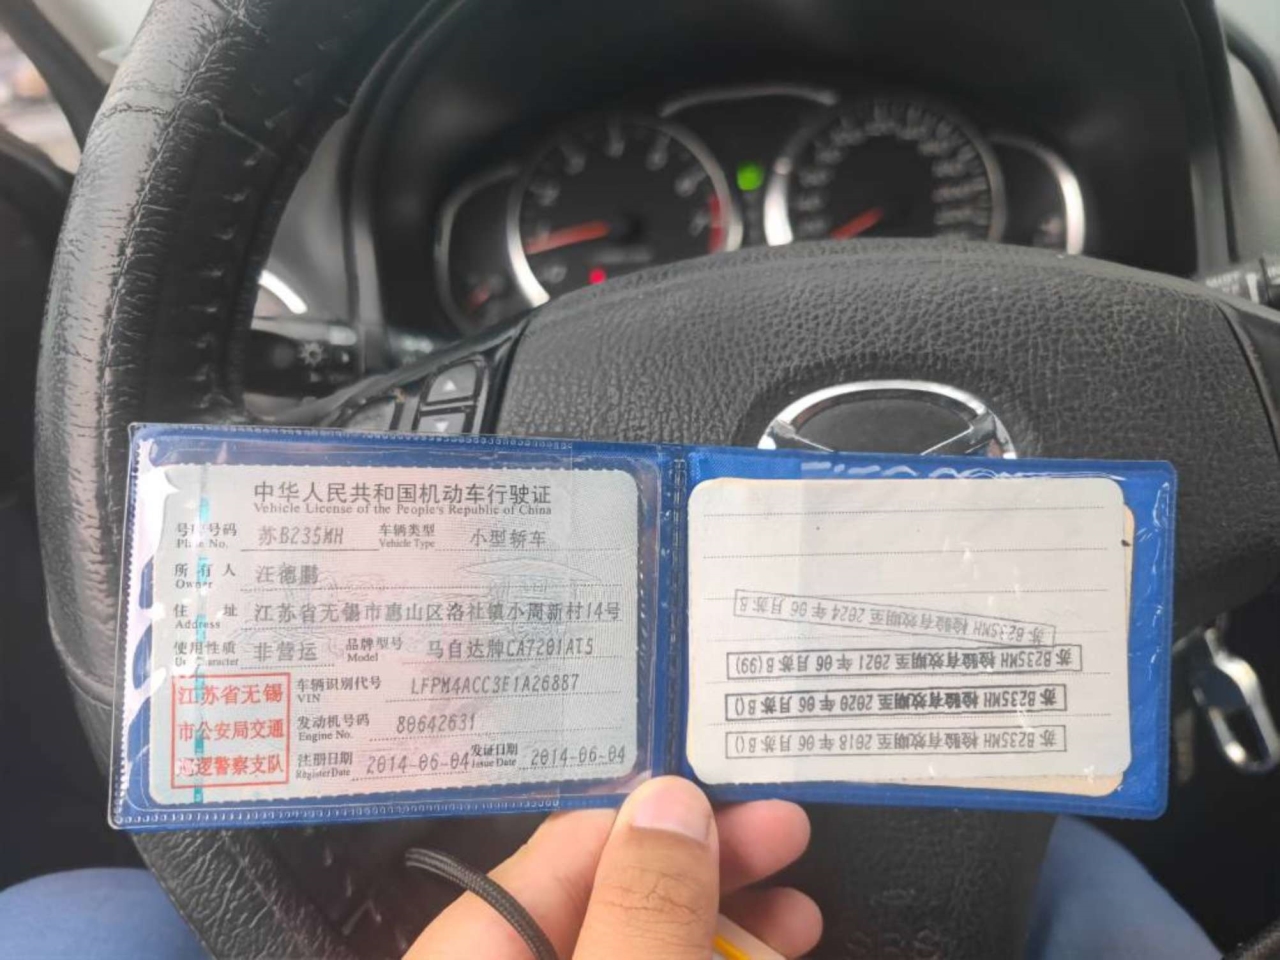 中华人民共和国机动车行驶证
Vehicle License of the People's Republic of China
号牌号码 苏B235MH 车辆类型 小型轿车
Plate No. Vehicle Type
所有人 汪德鹏
Owner
住址 江苏省无锡市惠山区洛社镇小周新村14号
Address
使用性质 非营运 品牌型号 马自达牌CA7201AT5
Use Character Model
江苏省无锡
市公安局交通
巡逻警察支队
车辆识别代号 LFPM4ACC3E1A26887
VIN
发动机号码 80642631
Engine No.
注册日期 2014-06-04 发证日期 2014-06-04
Register Date Issue Date
苏B235MH 检验有效期至2018年06月苏B()
苏B235MH 检验有效期至2020年06月苏B()
苏B235MH 检验有效期至2021年06月苏B(99)
苏B235MH 检验有效期至2024年06月苏B
SRS